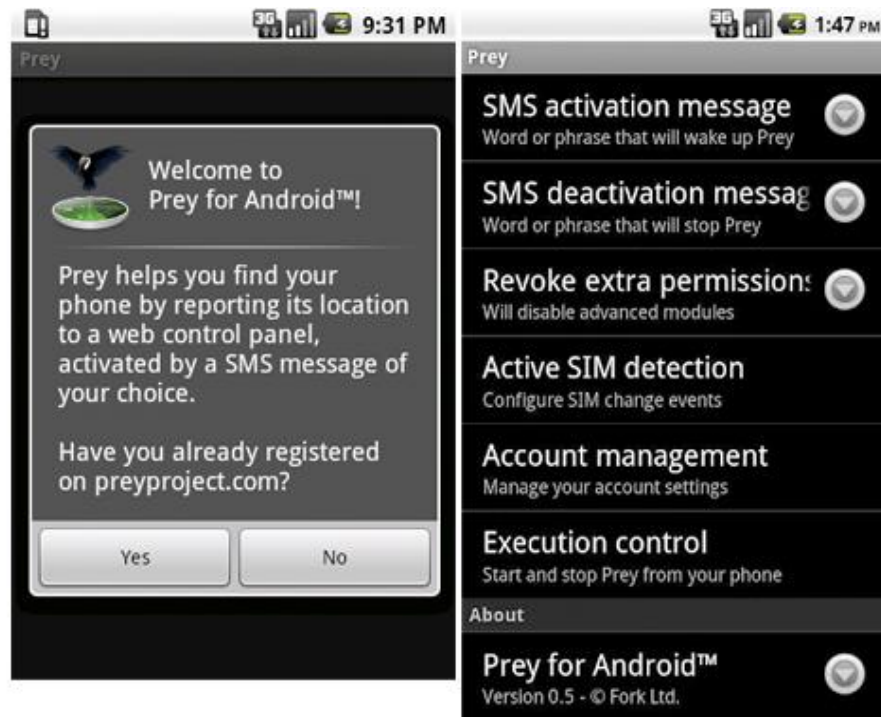 3G 9:31 PM
Prey
Welcome to
Prey for Android™!
Prey helps you find your
phone by reporting its location
to a web control panel,
activated by a SMS message of
your choice.
Have you already registered
on preyproject.com?
Yes No
3G 1:47 PM
Prey
SMS activation message
Word or phrase that will wake up Prey
SMS deactivation messag
Word or phrase that will stop Prey
Revoke extra permissions
Will disable advanced modules
Active SIM detection
Configure SIM change events
Account management
Manage your account settings
Execution control
Start and stop Prey from your phone
About
Prey for Android™
Version 0.5 - © Fork Ltd.